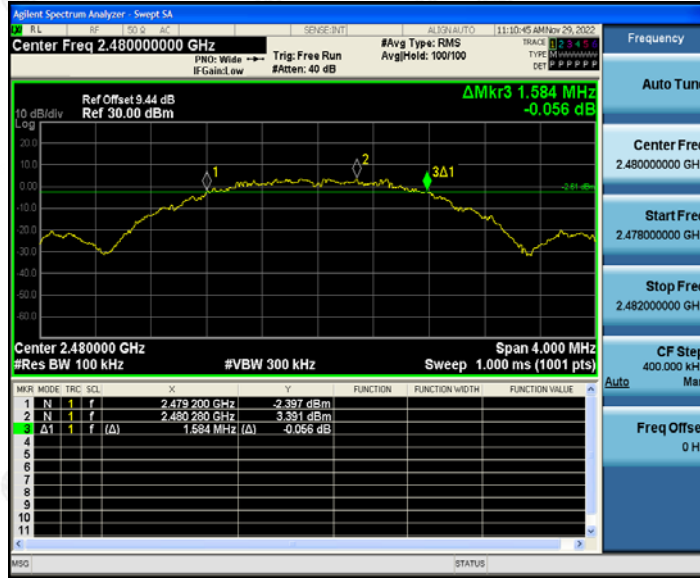 Agilent Spectrum Analyzer - Swept SA
RL RF 50 Ω AC SENSE:INT ALIGN AUTO 11:10:45 AM Nov 29, 2022
Center Freq 2.480000000 GHz
PNO: Wide
IFGain:Low
Trig: Free Run
#Atten: 40 dB
#Avg Type: RMS
Avg|Hold: 100/100
TRACE 1 2 3 4 5 6
TYPE M
DET P P P P P P
Ref Offset 9.44 dB
Ref 30.00 dBm
10 dB/div
Log
ΔMkr3 1.584 MHz
-0.056 dB
20.0
10.0
0.00
-10.0
-20.0
-30.0
-40.0
-50.0
-60.0
1
2
3Δ1
-2.61 dBm
Center 2.480000 GHz
Span 4.000 MHz
#Res BW 100 kHz
#VBW 300 kHz
Sweep 1.000 ms (1001 pts)
MKR MODE TRC SCL X Y FUNCTION FUNCTION WIDTH FUNCTION VALUE
1 N 1 f 2.479 200 GHz -2.397 dBm
2 N 1 f 2.480 280 GHz 3.391 dBm
3 Δ1 1 f (Δ) 1.584 MHz (Δ) -0.056 dB
4
5
6
7
8
9
10
11
MSG
STATUS
Frequency
Auto Tun
Center Fre
2.480000000 GH
Start Fre
2.478000000 GH
Stop Fre
2.482000000 GH
CF Ste
400.000 kH
Auto Ma
Freq Offse
0 H